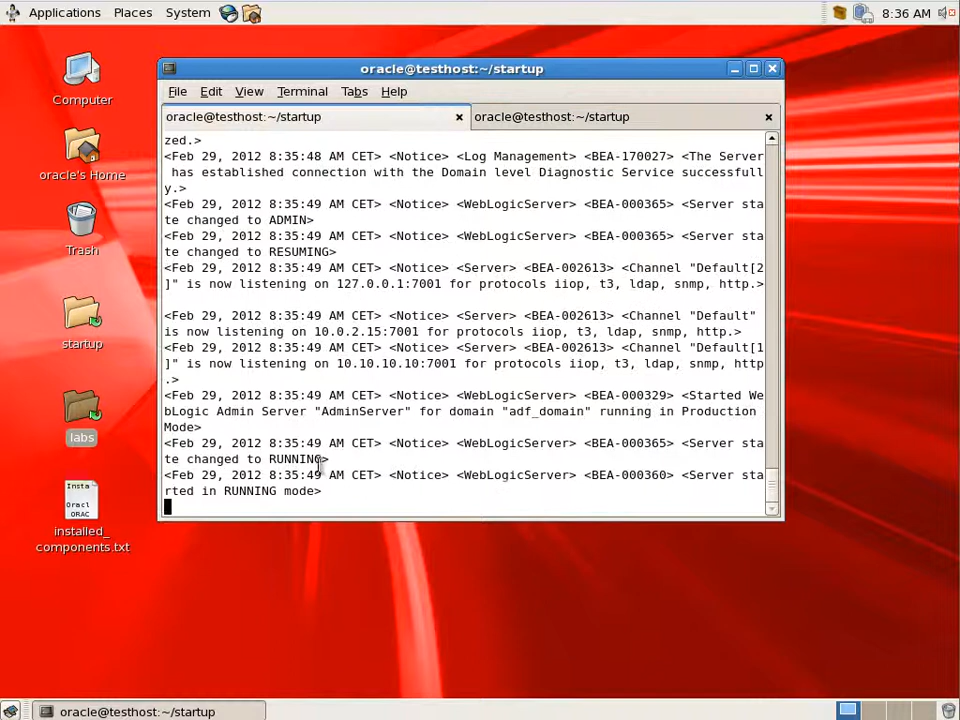 Applications Places System 8:36 AM
oracle@testhost:~/startup
File Edit View Terminal Tabs Help
oracle@testhost:~/startup oracle@testhost:~/startup
zed.>
<Feb 29, 2012 8:35:48 AM CET> <Notice> <Log Management> <BEA-170027> <The Server
has established connection with the Domain level Diagnostic Service successfull
y.>
<Feb 29, 2012 8:35:49 AM CET> <Notice> <WebLogicServer> <BEA-000365> <Server sta
te changed to ADMIN>
<Feb 29, 2012 8:35:49 AM CET> <Notice> <WebLogicServer> <BEA-000365> <Server sta
te changed to RESUMING>
<Feb 29, 2012 8:35:49 AM CET> <Notice> <Server> <BEA-002613> <Channel "Default[2
]" is now listening on 127.0.0.1:7001 for protocols iiop, t3, ldap, snmp, http.>
<Feb 29, 2012 8:35:49 AM CET> <Notice> <Server> <BEA-002613> <Channel "Default"
is now listening on 10.0.2.15:7001 for protocols iiop, t3, ldap, snmp, http.>
<Feb 29, 2012 8:35:49 AM CET> <Notice> <Server> <BEA-002613> <Channel "Default[1
]" is now listening on 10.10.10.10:7001 for protocols iiop, t3, ldap, snmp, http
.>
<Feb 29, 2012 8:35:49 AM CET> <Notice> <WebLogicServer> <BEA-000329> <Started We
bLogic Admin Server "AdminServer" for domain "adf_domain" running in Production
Mode>
<Feb 29, 2012 8:35:49 AM CET> <Notice> <WebLogicServer> <BEA-000365> <Server sta
te changed to RUNNING>
<Feb 29, 2012 8:35:49 AM CET> <Notice> <WebLogicServer> <BEA-000360> <Server sta
rted in RUNNING mode>
Computer
oracle's Home
Trash
startup
labs
Insta
Oracl
ORAC
installed_
components.txt
oracle@testhost:~/startup